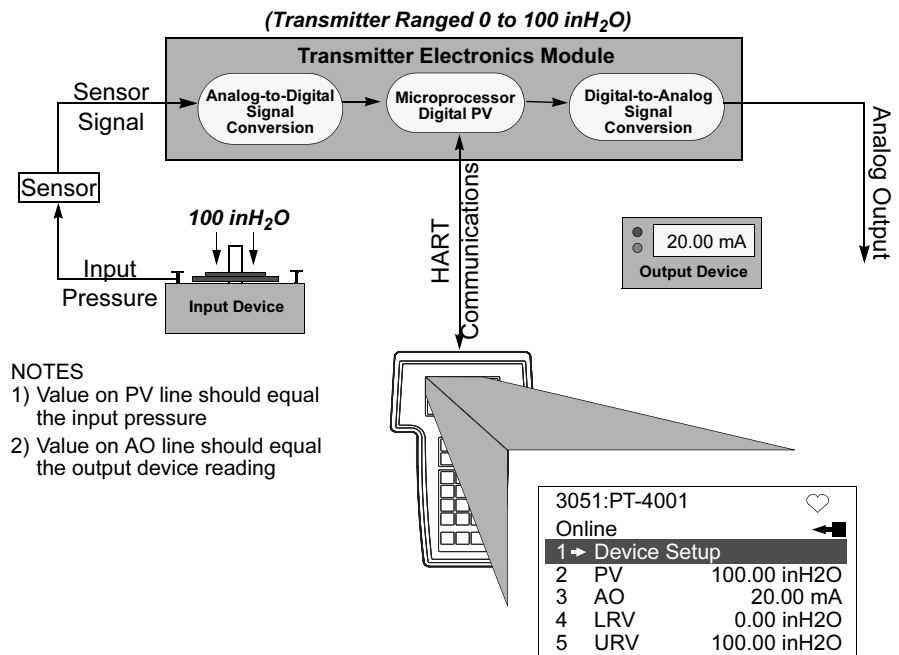 (Transmitter Ranged 0 to 100 inH2O)
Transmitter Electronics Module
Sensor
Signal
Analog-to-Digital
Signal
Conversion
Microprocessor
Digital PV
Digital-to-Analog
Signal
Conversion
Analog Output
Sensor
100 inH2O
Input
Pressure
Input Device
HART
Communications
20.00 mA
Output Device
NOTES
1) Value on PV line should equal
the input pressure
2) Value on AO line should equal
the output device reading
3051:PT-4001
Online
1 Device Setup
2 PV 100.00 inH2O
3 AO 20.00 mA
4 LRV 0.00 inH2O
5 URV 100.00 inH2O